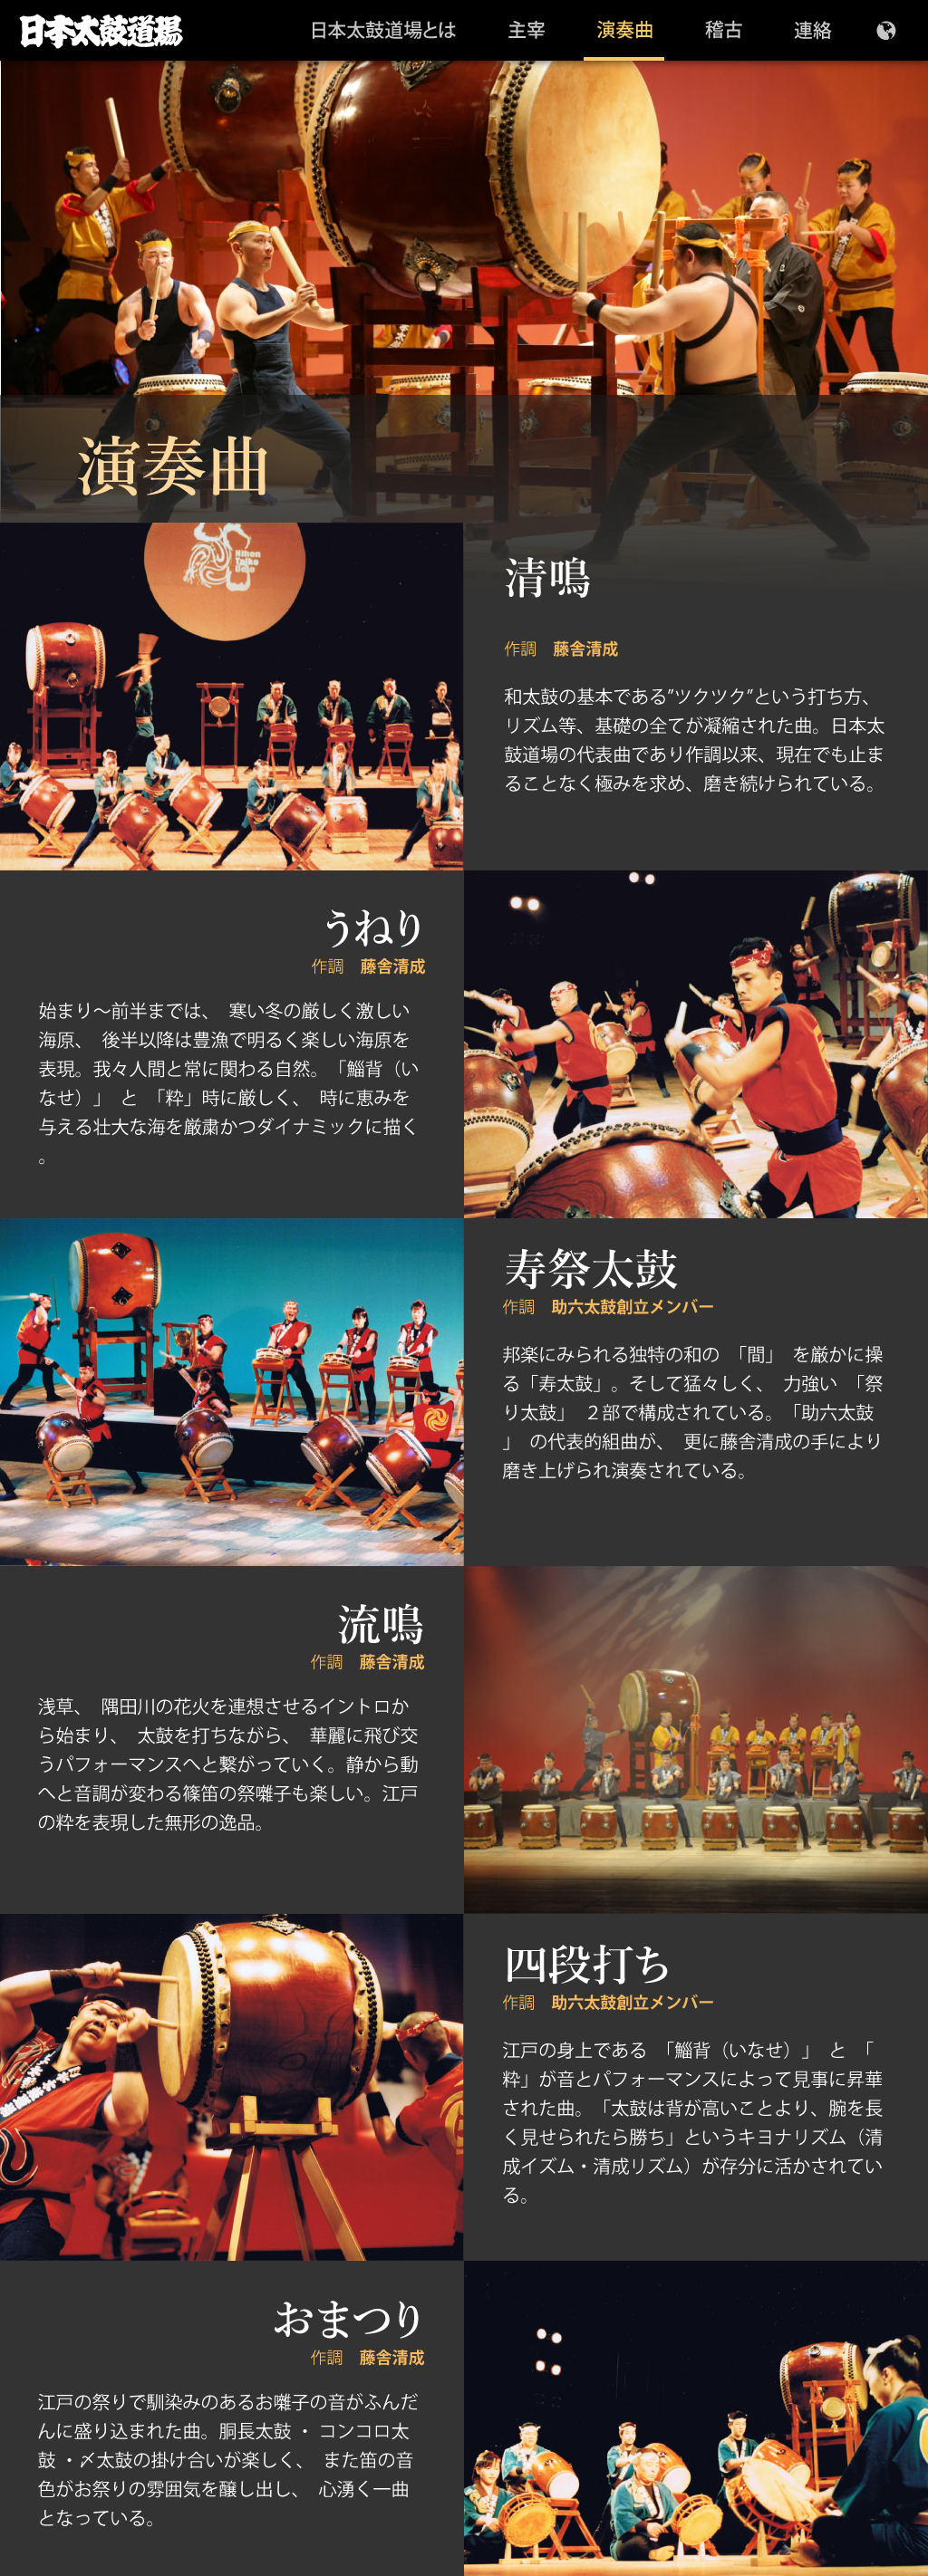 日本太鼓道場
日本太鼓道場とは 主宰 演奏曲 稽古 連絡
演奏曲
Nihon
Taiko
Dojo
清鳴
作調 藤舎清成
和太鼓の基本である”ツクツク”という打ち方、
リズム等、基礎の全てが凝縮された曲。日本太
鼓道場の代表曲であり作調以来、現在でも止ま
ることなく極みを求め、磨き続けられている。
うねり
作調 藤舎清成
始まり〜前半までは、 寒い冬の厳しく激しい
海原、 後半以降は豊漁で明るく楽しい海原を
表現。我々人間と常に関わる自然。「鯔背（い
なせ）」 と 「粋」時に厳しく、 時に恵みを
与える壮大な海を厳粛かつダイナミックに描く
。
寿祭太鼓
作調 助六太鼓創立メンバー
邦楽にみられる独特の和の 「間」 を厳かに操
る「寿太鼓」。そして猛々しく、 力強い 「祭
り太鼓」 ２部で構成されている。「助六太鼓
」 の代表的組曲が、 更に藤舎清成の手により
磨き上げられ演奏されている。
流鳴
作調 藤舎清成
浅草、 隅田川の花火を連想させるイントロか
ら始まり、 太鼓を打ちながら、 華麗に飛び交
うパフォーマンスへと繋がっていく。静から動
へと音調が変わる篠笛の祭囃子も楽しい。江戸
の粋を表現した無形の逸品。
四段打ち
作調 助六太鼓創立メンバー
江戸の身上である 「鯔背（いなせ）」 と 「
粋」が音とパフォーマンスによって見事に昇華
された曲。「太鼓は背が高いことより、腕を長
く見せられたら勝ち」というキヨナリズム（清
成イズム・清成リズム）が存分に活かされてい
る。
おまつり
作調 藤舎清成
江戸の祭りで馴染みのあるお囃子の音がふんだ
んに盛り込まれた曲。胴長太鼓 ・ コンコロ太
鼓 ・〆太鼓の掛け合いが楽しく、 また笛の音
色がお祭りの雰囲気を醸し出し、 心湧く一曲
となっている。